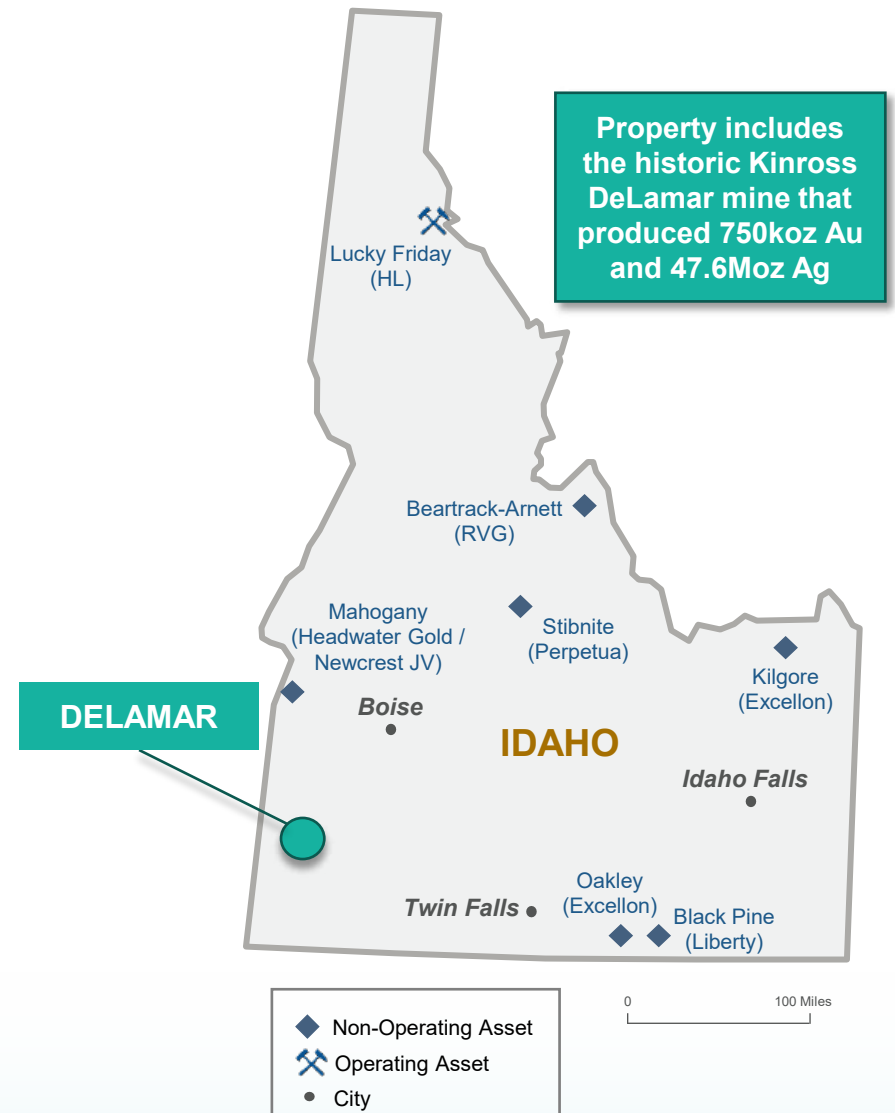 Property includes
the historic Kinross
DeLamar mine that
produced 750koz Au
and 47.6Moz Ag
Lucky Friday
(HL)
Beartrack-Arnett
(RVG)
Mahogany
(Headwater Gold /
Newcrest JV)
Stibnite
(Perpetua)
Kilgore
(Excellon)
DELAMAR
Boise
IDAHO
Idaho Falls
Twin Falls
Oakley
(Excellon)
Black Pine
(Liberty)
0 100 Miles
Non-Operating Asset
Operating Asset
City